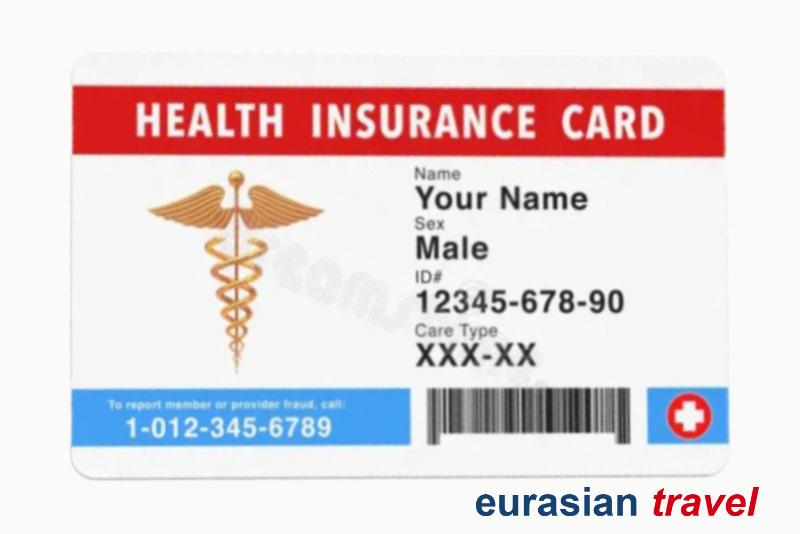 HEALTH INSURANCE CARD
Name
Your Name
Sex
Male
ID#
12345-678-90
Care Type
XXX-XX
To report member or provider fraud, call:
1-012-345-6789
eurasian travel